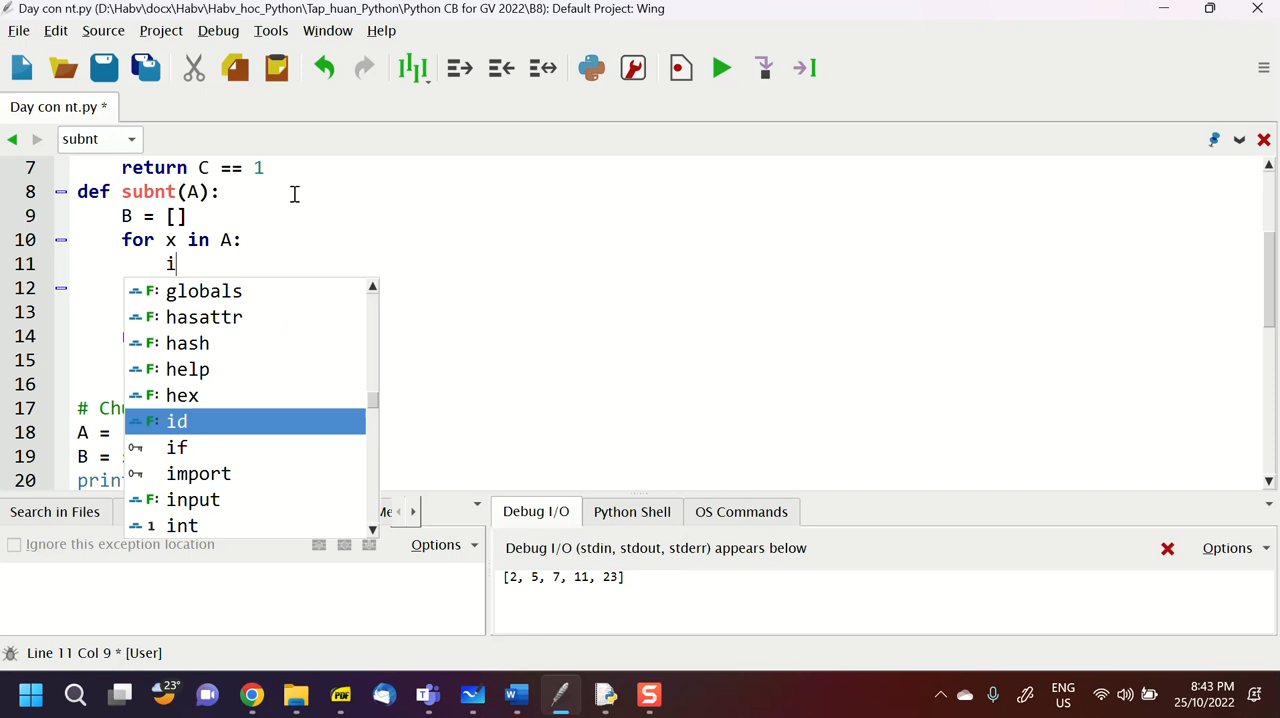 Day con nt.py (D:\Habv\docx\Habv\Habv_hoc_Python\Tap_huan_Python\Python CB for GV 2022\B8): Default Project: Wing
File Edit Source Project Debug Tools Window Help
Day con nt.py *
subnt
7 return C == 1
8 def subnt(A):
9 B = []
10 for x in A:
11 i
12
13
14
15
16
17 # Ch
18 A =
19 B =
20 prin
globals
hasattr
hash
help
hex
id
if
import
input
int
Search in Files
Debug I/O Python Shell OS Commands
Ignore this exception location Options
Debug I/O (stdin, stdout, stderr) appears below Options
[2, 5, 7, 11, 23]
Line 11 Col 9 * [User]
23°
ENG
US
8:43 PM
25/10/2022